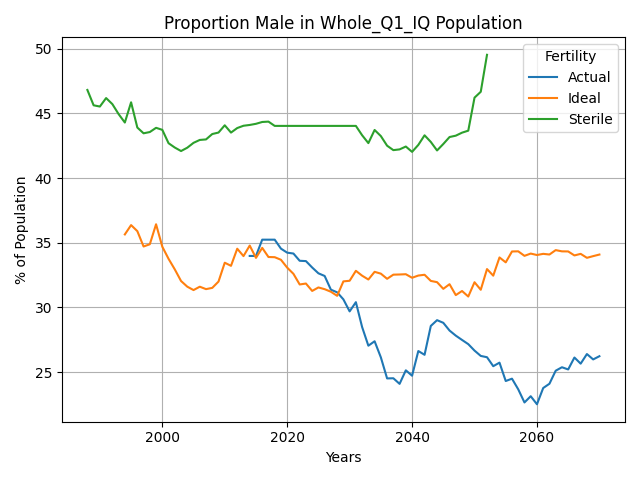 Proportion Male in Whole_Q1_IQ Population
% of Population
50
45
40
35
30
25
Fertility
Actual
Ideal
Sterile
2000
2020
2040
2060
Years